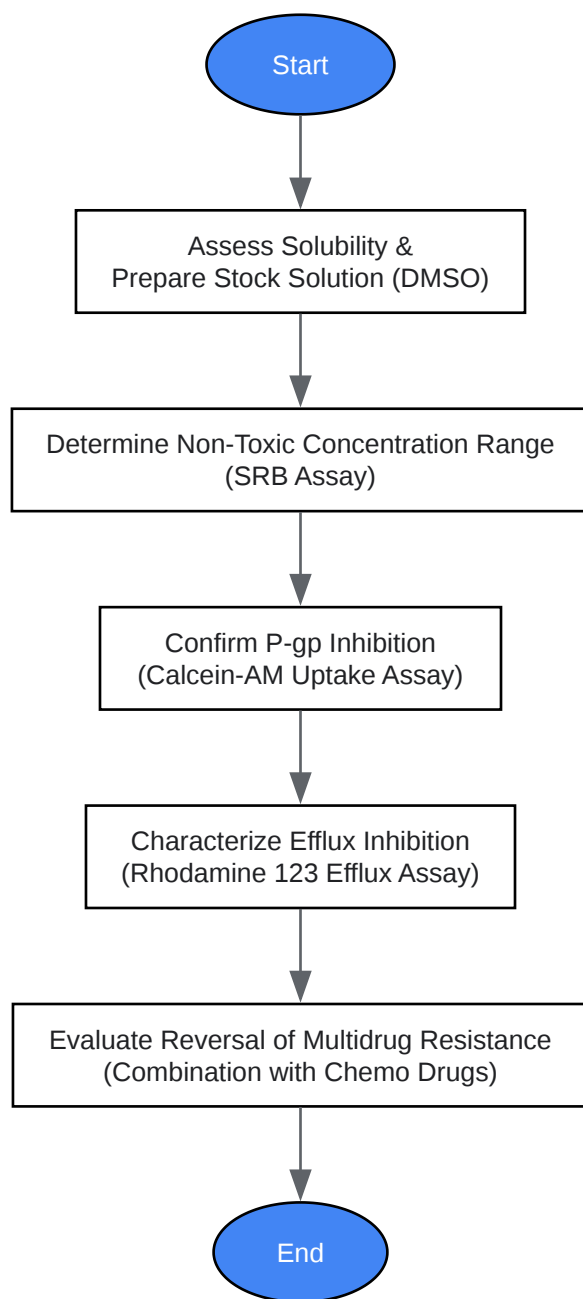 Start
Assess Solubility &
Prepare Stock Solution (DMSO)
Determine Non-Toxic Concentration Range
(SRB Assay)
Confirm P-gp Inhibition
(Calcein-AM Uptake Assay)
Characterize Efflux Inhibition
(Rhodamine 123 Efflux Assay)
Evaluate Reversal of Multidrug Resistance
(Combination with Chemo Drugs)
End